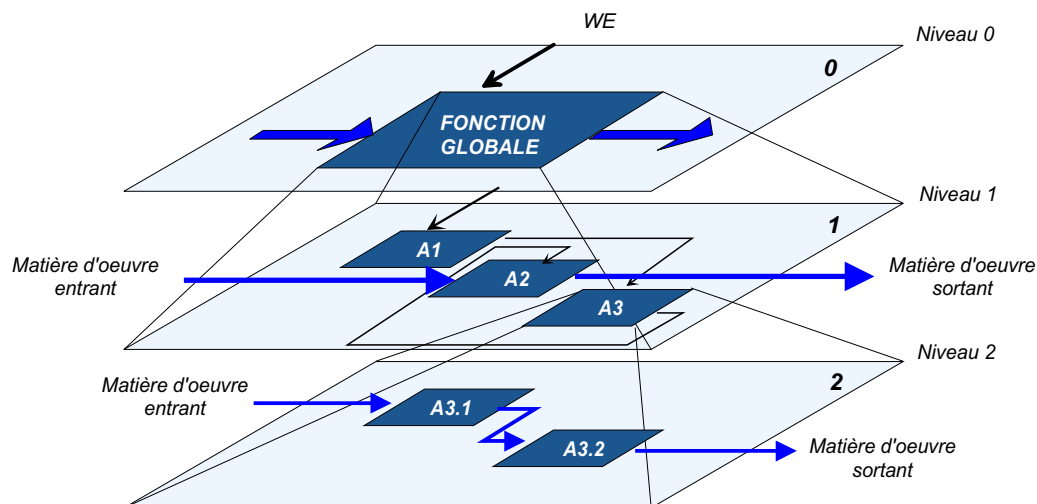 WE
Niveau 0
0
FONCTION
GLOBALE
Niveau 1
1
A1
Matière d'oeuvre
entrant
A2
Matière d'oeuvre
sortant
A3
Niveau 2
2
Matière d'oeuvre
entrant
A3.1
A3.2
Matière d'oeuvre
sortant